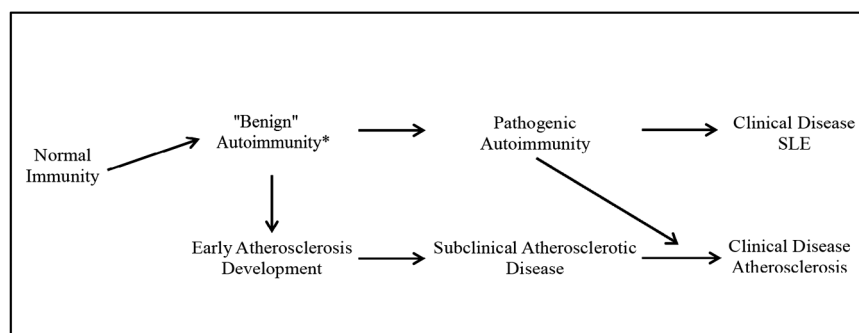 "Benign"
Autoimmunity*
Pathogenic
Autoimmunity
Clinical Disease
SLE
Normal
Immunity
Early Atherosclerosis
Development
Subclinical Atherosclerotic
Disease
Clinical Disease
Atherosclerosis